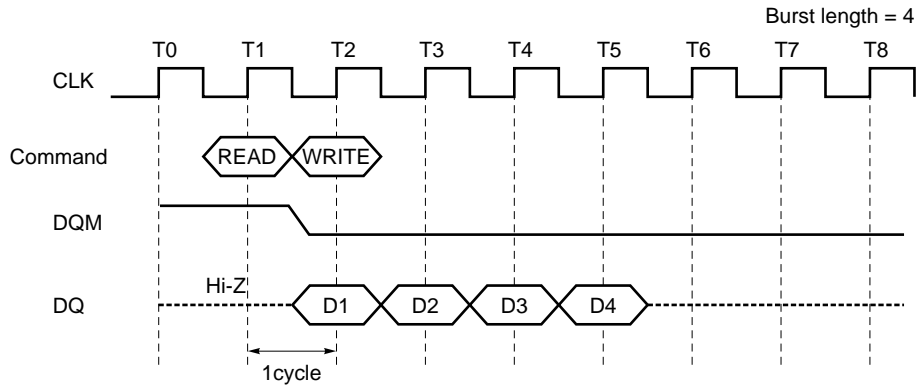 Burst length = 4
T0 T1 T2 T3 T4 T5 T6 T7 T8
CLK
Command READ WRITE
DQM
Hi-Z
DQ D1 D2 D3 D4
1cycle